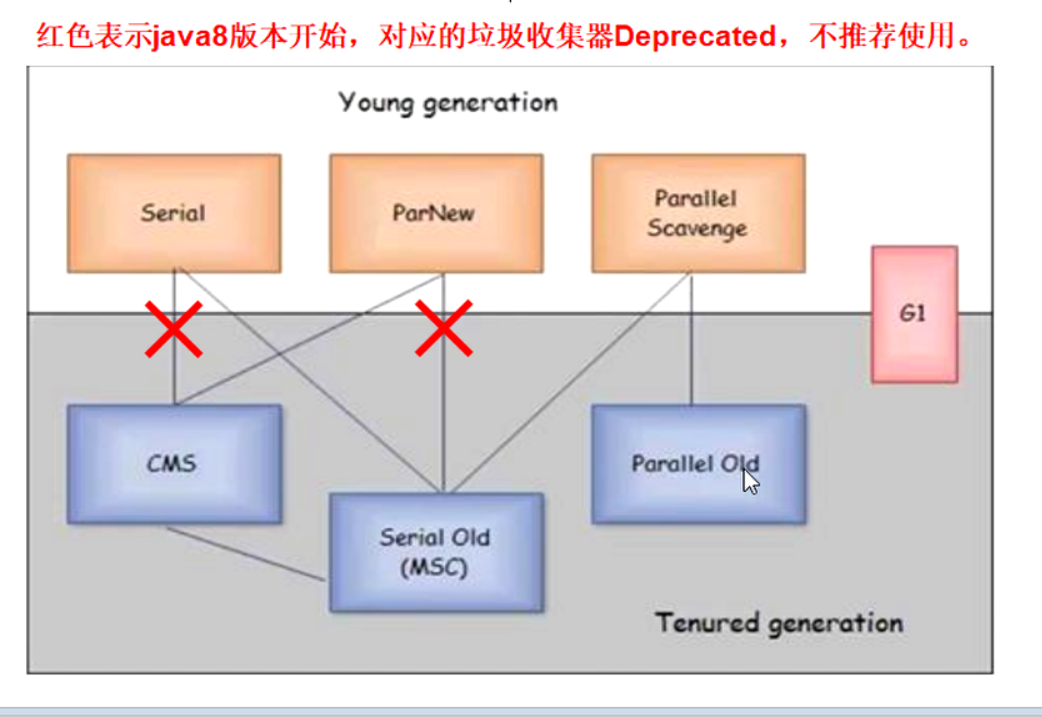 红色表示java8版本开始，对应的垃圾收集器Deprecated，不推荐使用。
Young generation
Serial
ParNew
Parallel
Scavenge
G1
CMS
Parallel Old
Serial Old
(MSC)
Tenured generation